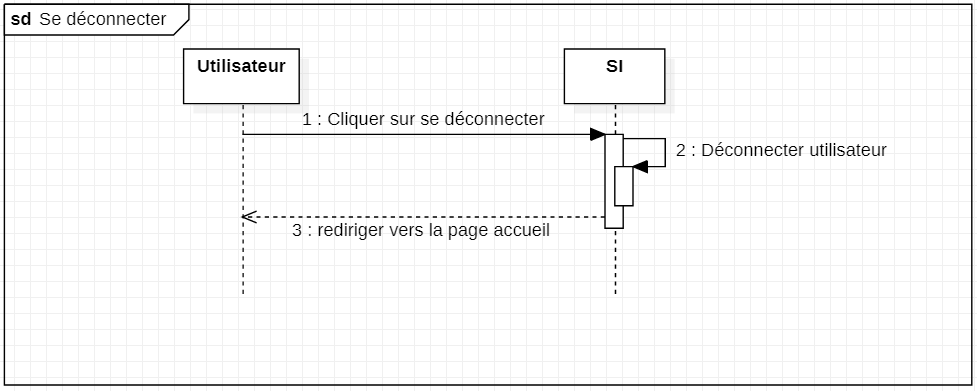 sd Se déconnecter
Utilisateur
SI
1 : Cliquer sur se déconnecter
2 : Déconnecter utilisateur
3 : rediriger vers la page accueil